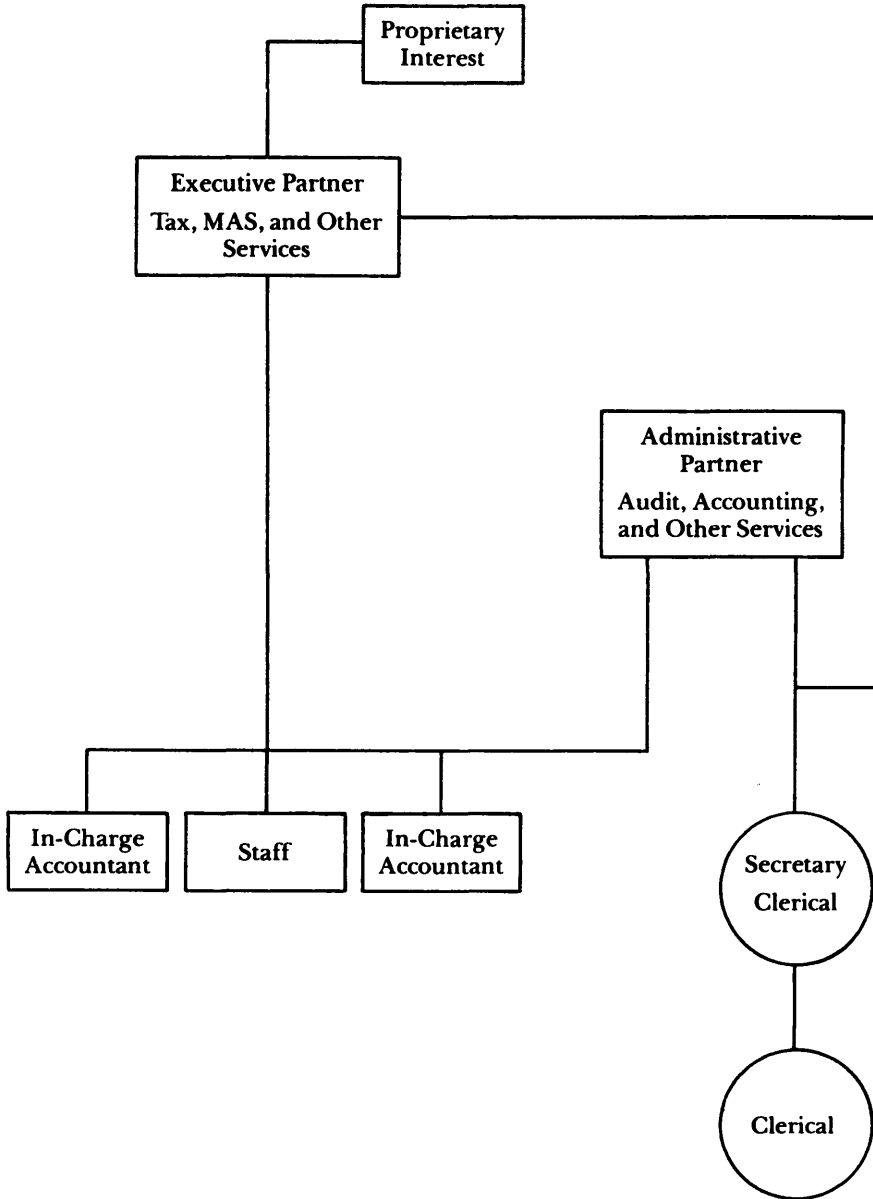 Proprietary
Interest
Executive Partner
Tax, MAS, and Other
Services
Administrative
Partner
Audit, Accounting,
and Other Services
In-Charge
Accountant
Staff
In-Charge
Accountant
Secretary
Clerical
Clerical